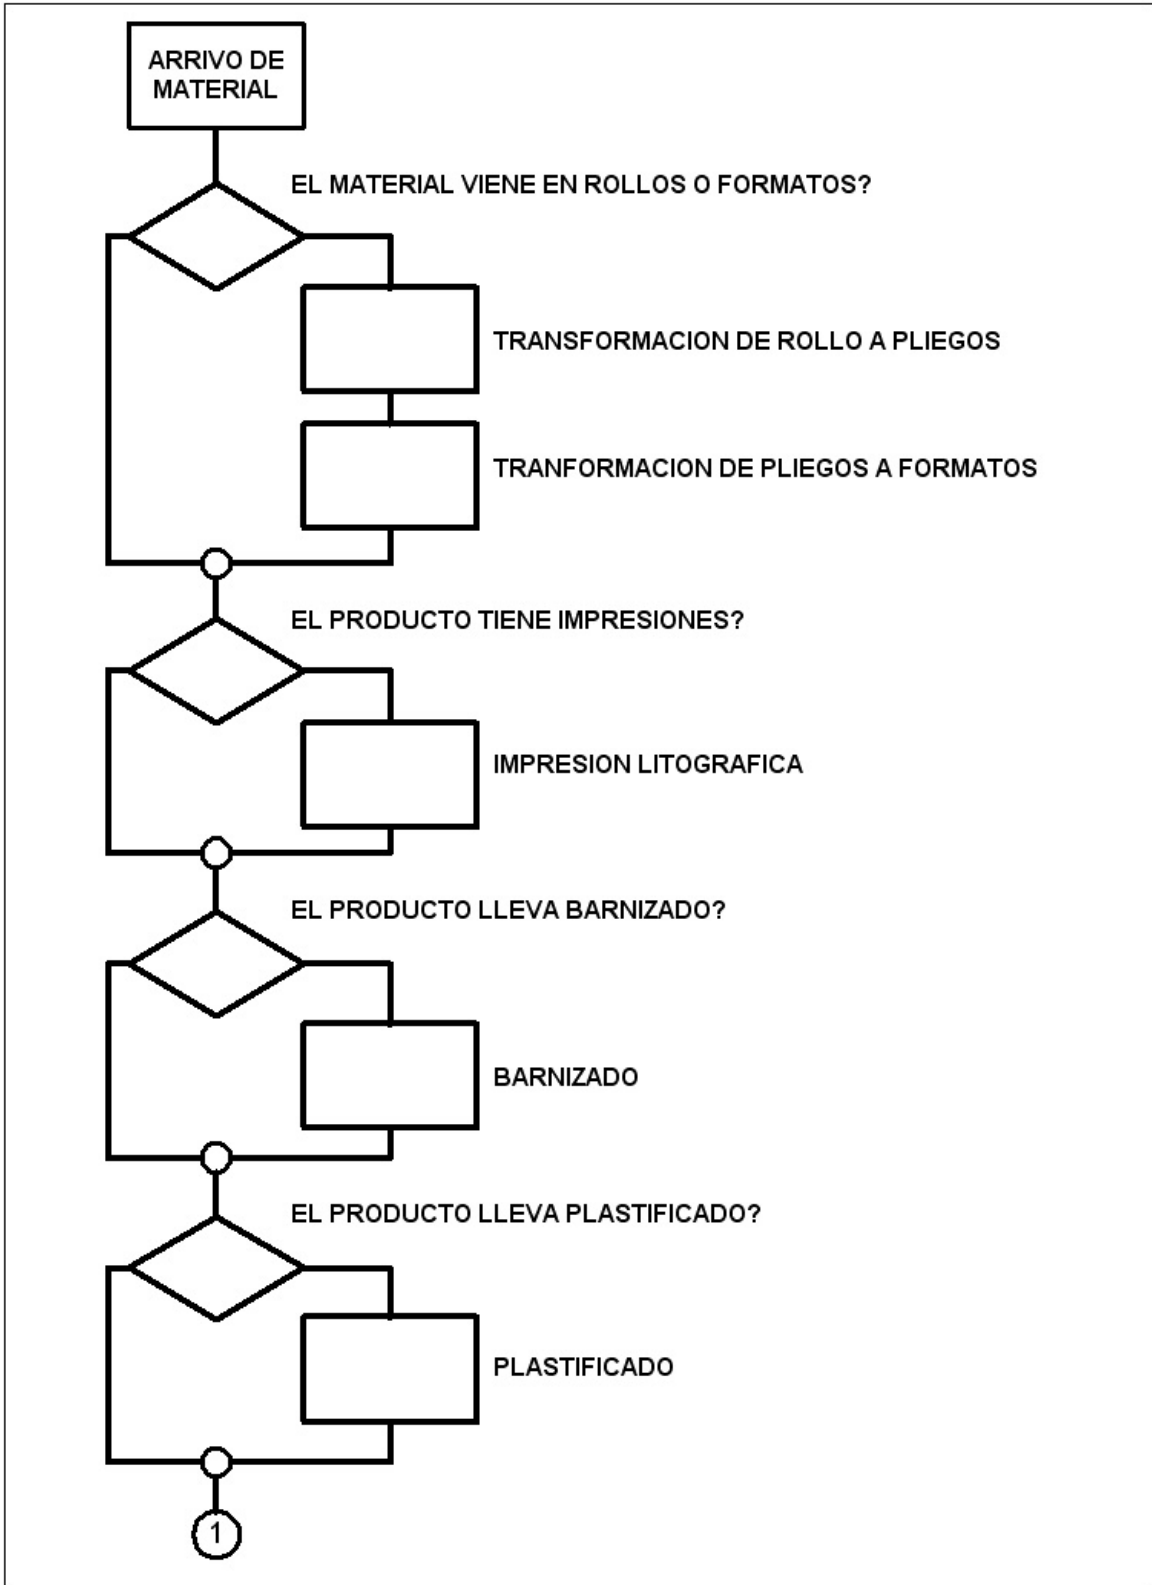 ARRIVO DE
MATERIAL
EL MATERIAL VIENE EN ROLLOS O FORMATOS?
TRANSFORMACION DE ROLLO A PLIEGOS
TRANFORMACION DE PLIEGOS A FORMATOS
EL PRODUCTO TIENE IMPRESIONES?
IMPRESION LITOGRAFICA
EL PRODUCTO LLEVA BARNIZADO?
BARNIZADO
EL PRODUCTO LLEVA PLASTIFICADO?
PLASTIFICADO
1